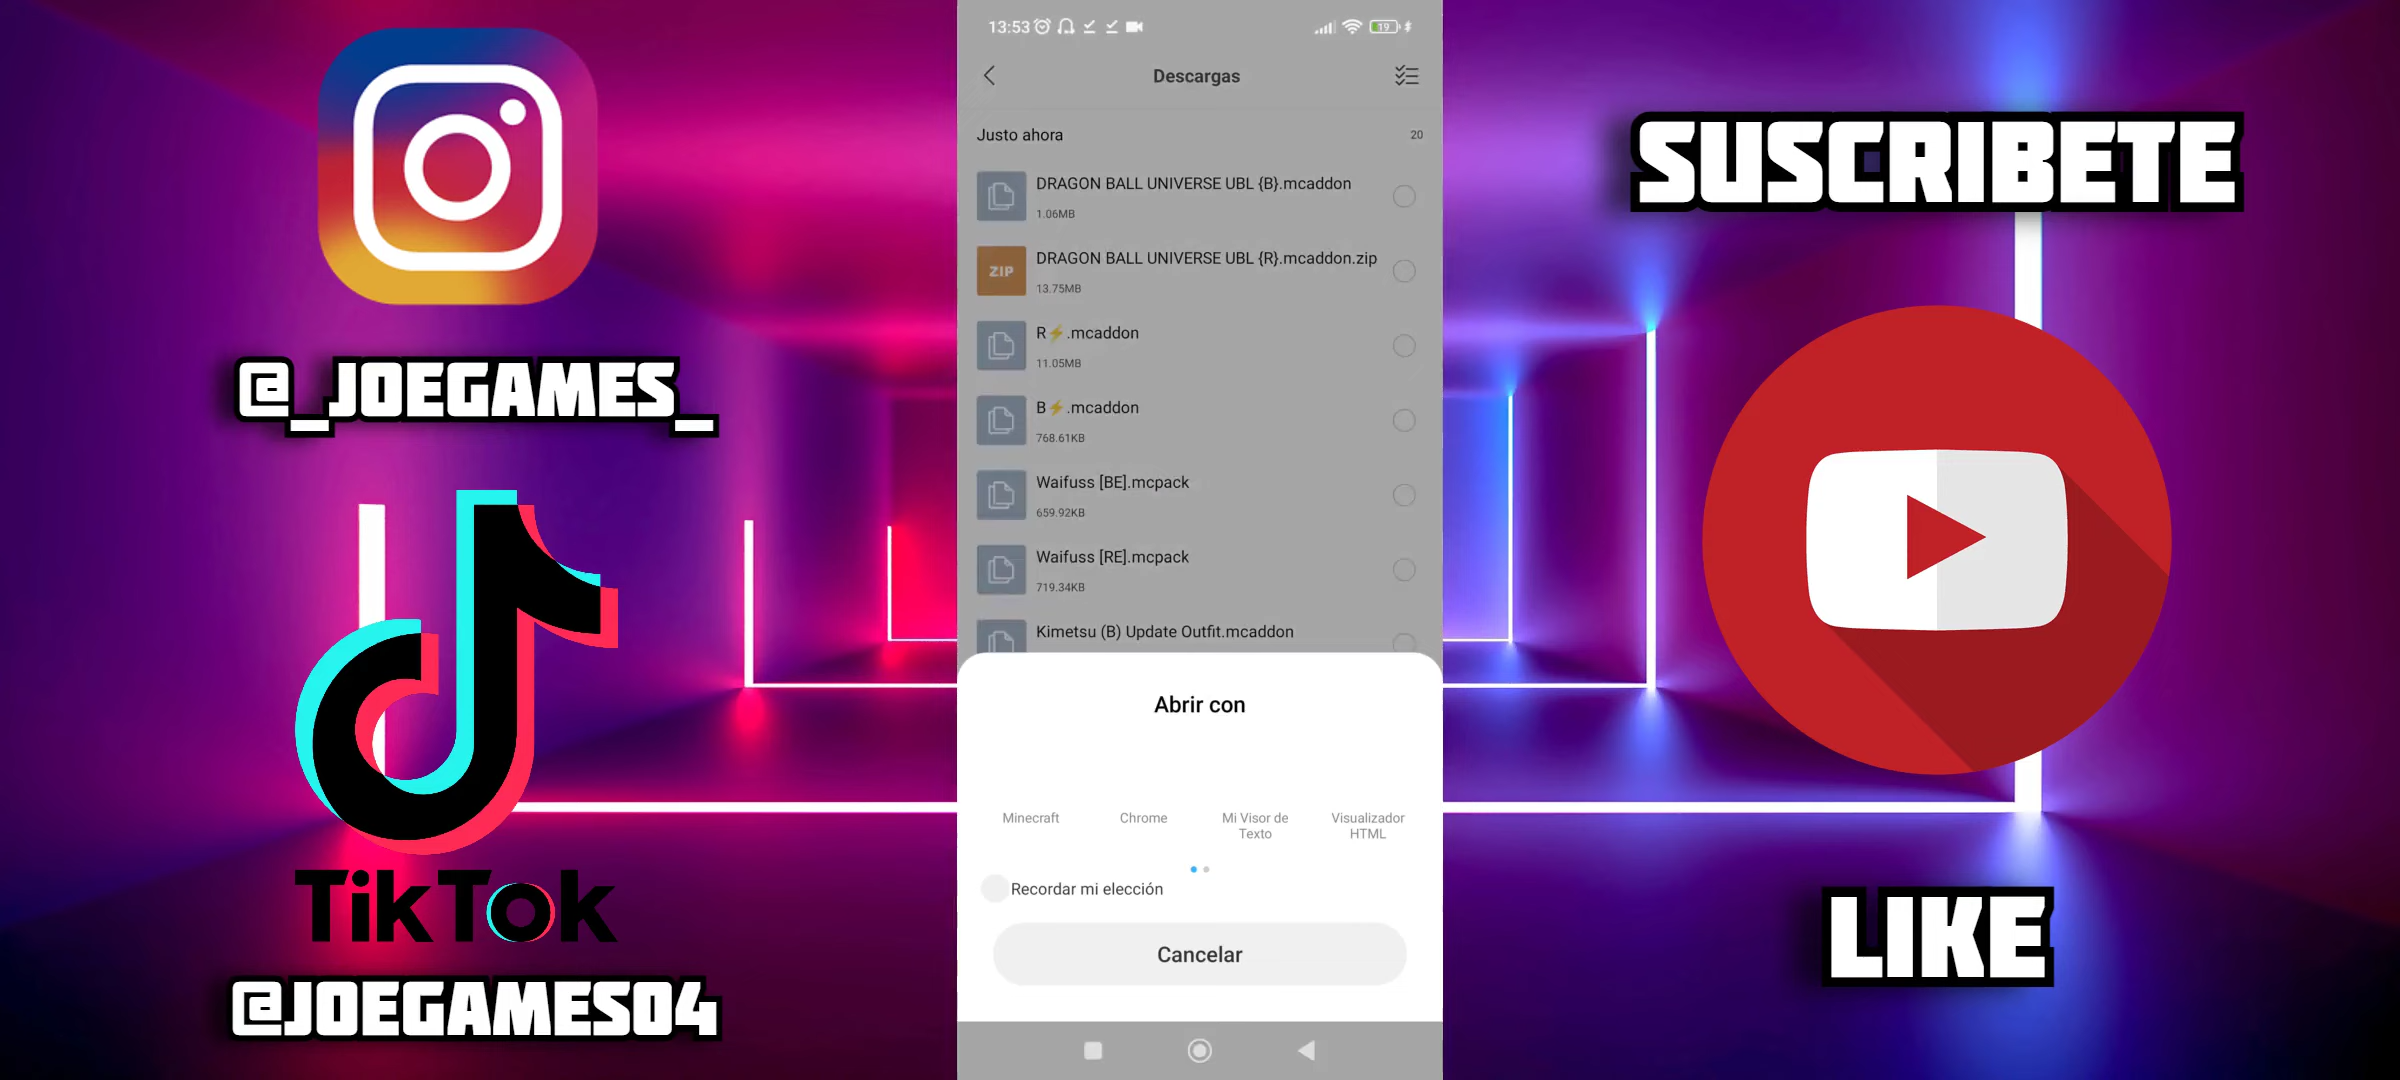 @_JOEGAMES_
TikTok
@JOEGAMES04
13:53
19
Descargas
Justo ahora
20
DRAGON BALL UNIVERSE UBL {B}.mcaddon
1.06MB
ZIP
DRAGON BALL UNIVERSE UBL {R}.mcaddon.zip
13.75MB
R⚡.mcaddon
11.05MB
B⚡.mcaddon
768.61KB
Waifuss [BE].mcpack
659.92KB
Waifuss [RE].mcpack
719.34KB
Kimetsu (B) Update Outfit.mcaddon
Abrir con
Minecraft
Chrome
Mi Visor de
Texto
Visualizador
HTML
Recordar mi elección
Cancelar
SUSCRIBETE
LIKE